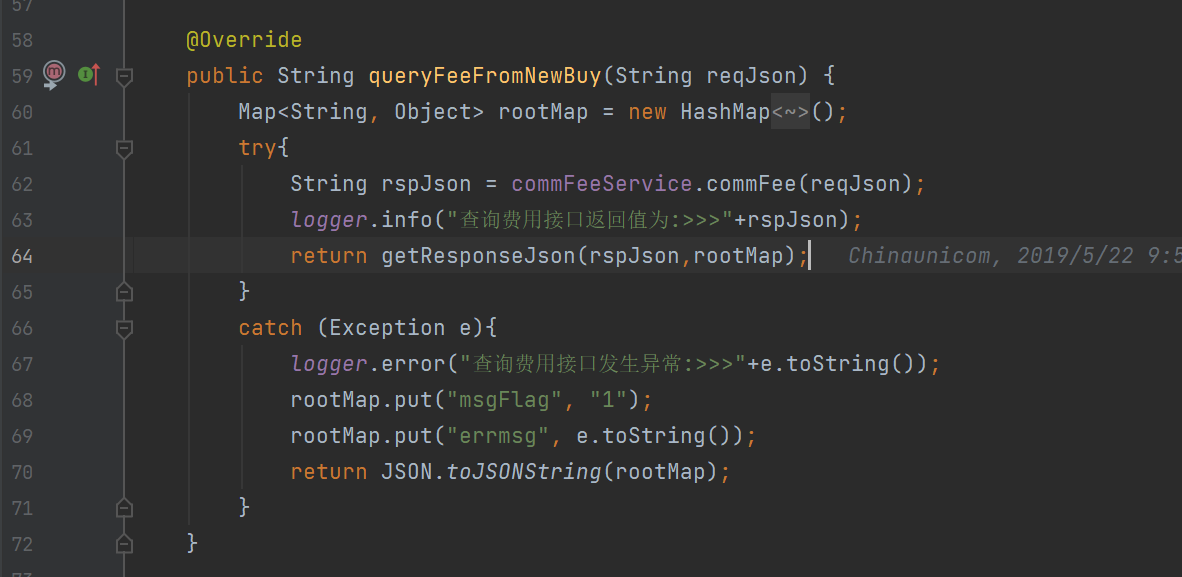 57
58 @Override
59 public String queryFeeFromNewBuy(String reqJson) {
60 Map<String, Object> rootMap = new HashMap<~>();
61 try{
62 String rspJson = commFeeService.commFee(reqJson);
63 logger.info("查询费用接口返回值为:>>>"+rspJson);
64 return getResponseJson(rspJson,rootMap); Chinaunicom, 2019/5/22 9:5
65 }
66 catch (Exception e){
67 logger.error("查询费用接口发生异常:>>>"+e.toString());
68 rootMap.put("msgFlag", "1");
69 rootMap.put("errmsg", e.toString());
70 return JSON.toJSONString(rootMap);
71 }
72 }